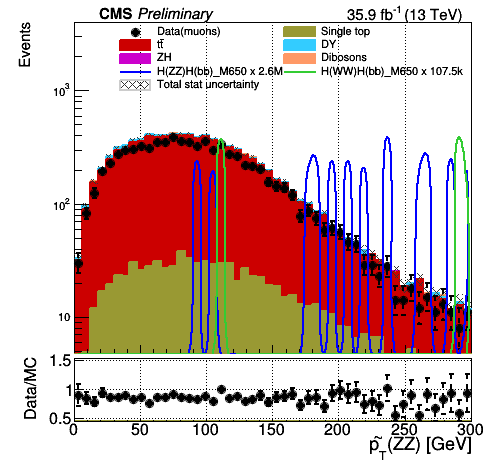 CMS Preliminary 35.9 fb⁻¹ (13 TeV)
Data(muons) Single top
tt̄ DY
ZH Dibosons
H(ZZ)H(bb)_M650 x 2.6M H(WW)H(bb)_M650 x 107.5k
Total stat uncertainty
Events
10³
10²
10
Data/MC
1.5
1
0.5
0 50 100 150 200 250 300
p̃_T(ZZ) [GeV]